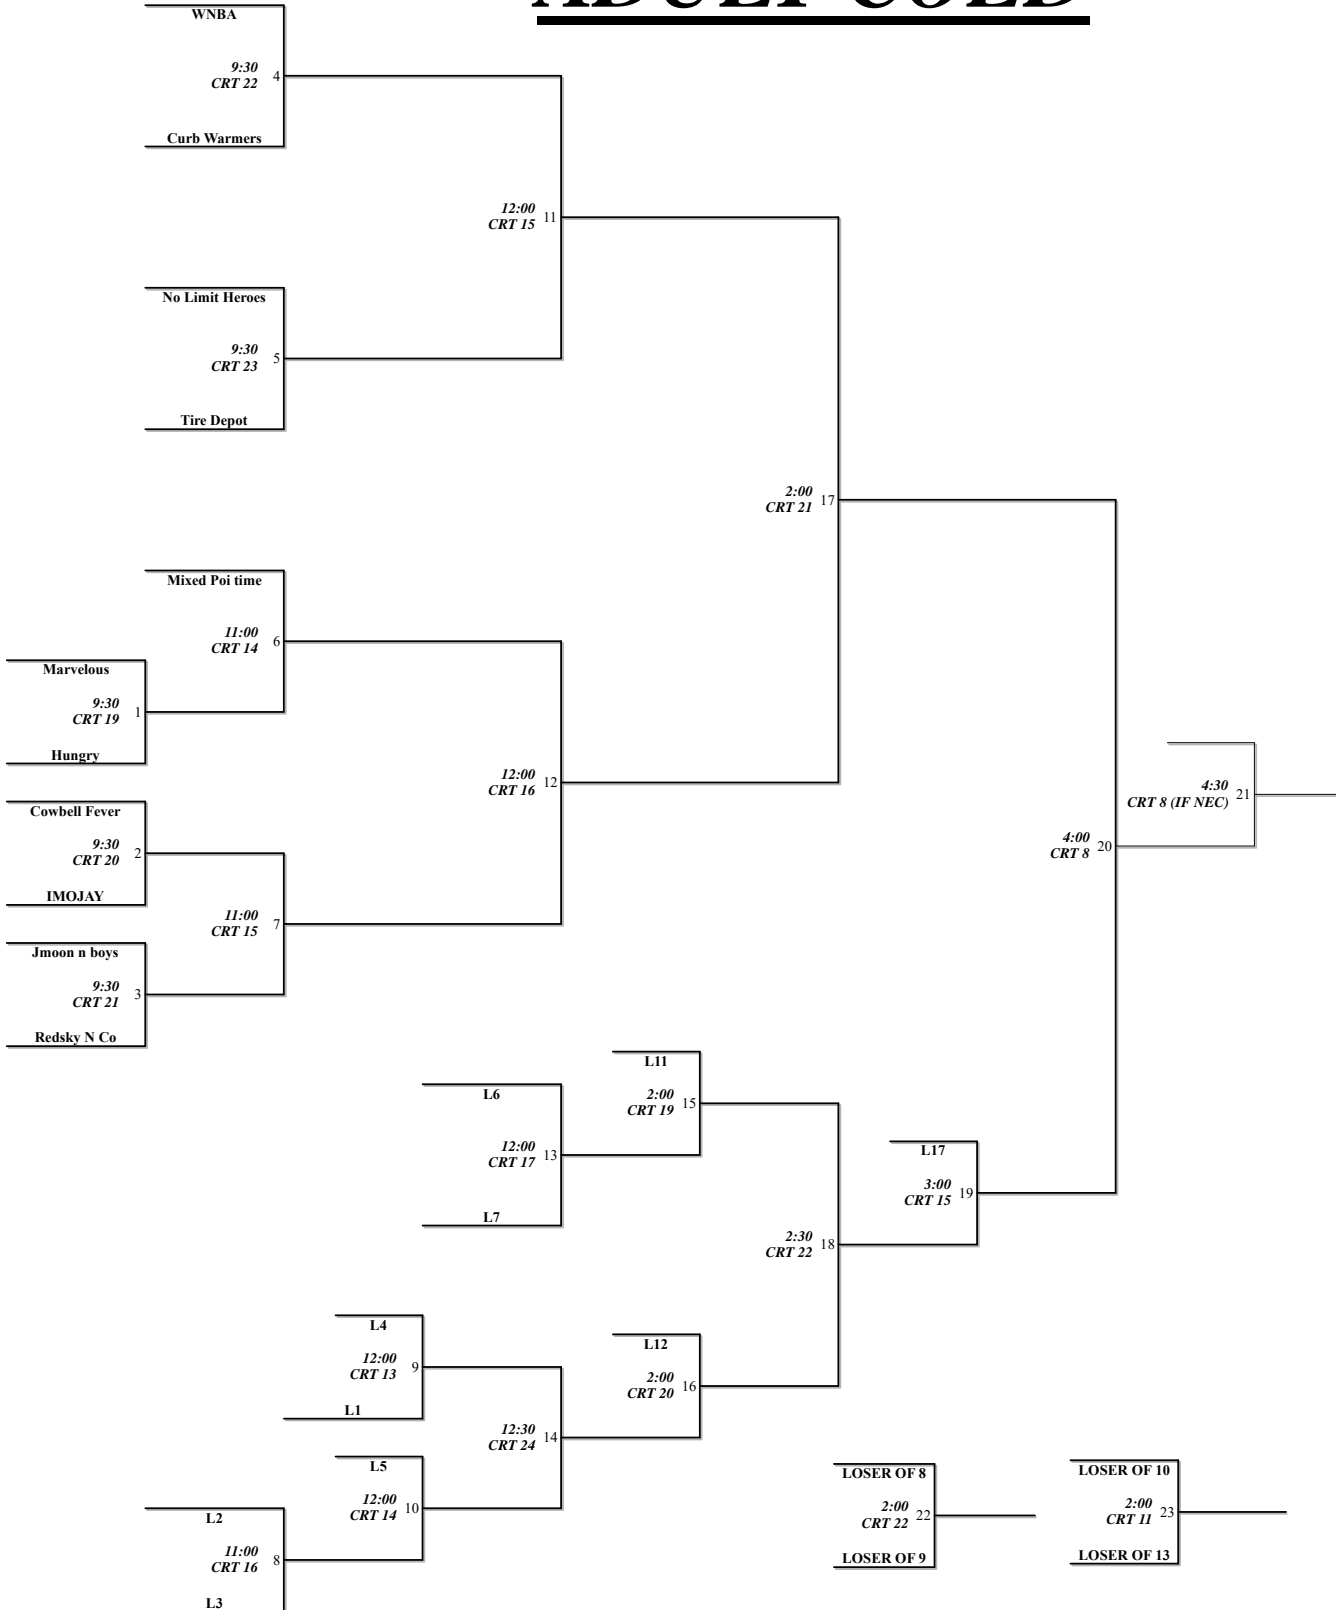 ADULT COED
WNBA
9:30
CRT 22
4
Curb Warmers
12:00
CRT 15
11
No Limit Heroes
9:30
CRT 23
5
Tire Depot
2:00
CRT 21
17
Mixed Poi time
11:00
CRT 14
6
Marvelous
9:30
CRT 19
1
Hungry
12:00
CRT 16
12
Cowbell Fever
9:30
CRT 20
2
IMOJAY
11:00
CRT 15
7
Jmoon n boys
9:30
CRT 21
3
Redsky N Co
4:30
CRT 8 (IF NEC)
21
4:00
CRT 8
20
L11
2:00
CRT 19
15
L6
12:00
CRT 17
13
L7
L17
3:00
CRT 15
19
2:30
CRT 22
18
L4
12:00
CRT 13
9
L1
L12
2:00
CRT 20
16
12:30
CRT 24
14
L5
12:00
CRT 14
10
L2
11:00
CRT 16
8
L3
LOSER OF 8
2:00
CRT 22
22
LOSER OF 9
LOSER OF 10
2:00
CRT 11
23
LOSER OF 13